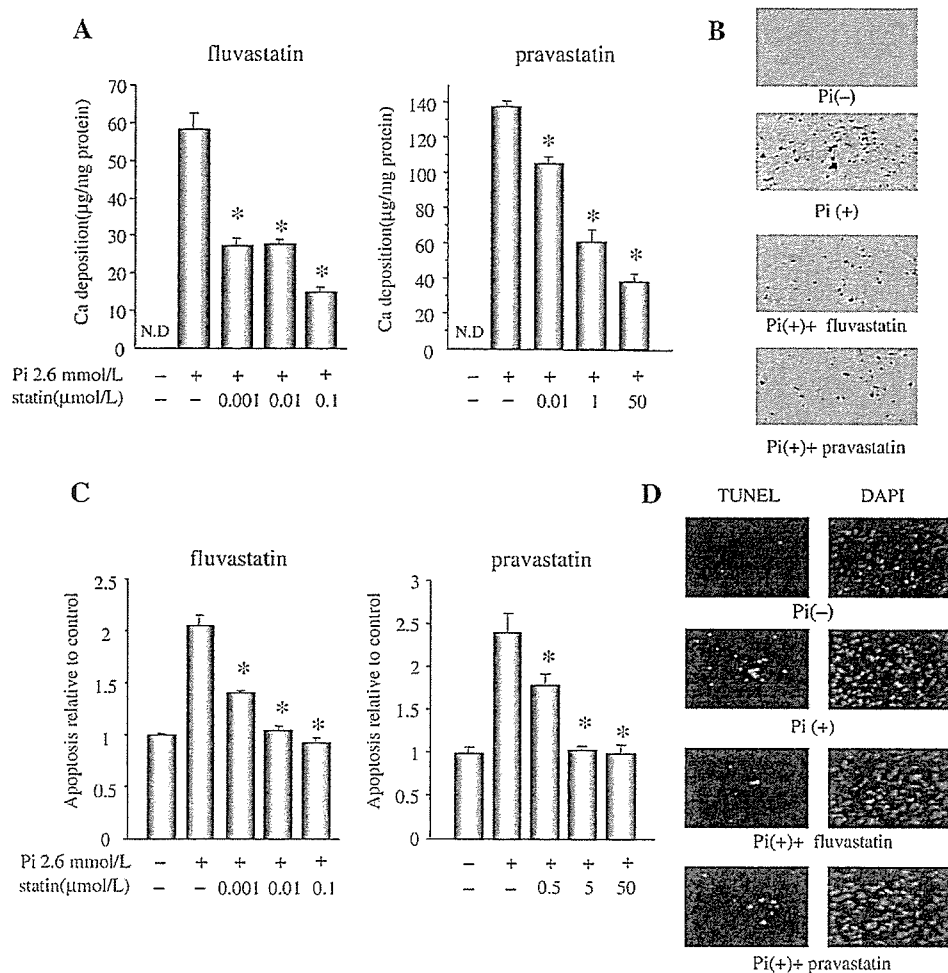 A
fluvastatin
Ca deposition(µg/mg protein)
70
60
50
40
30
20
10
0
N.D
*
*
*
Pi 2.6 mmol/L – + + + +
statin(µmol/L) – – 0.001 0.01 0.1
pravastatin
Ca deposition(µg/mg protein)
140
120
100
80
60
40
20
0
N.D
*
*
*
– + + + +
– – 0.01 1 50
B
Pi(–)
Pi (+)
Pi(+)+ fluvastatin
Pi(+)+ pravastatin
C
fluvastatin
Apoptosis relative to control
2.5
2
1.5
1
0.5
0
*
*
*
Pi 2.6 mmol/L – + + + +
statin(µmol/L) – – 0.001 0.01 0.1
pravastatin
Apoptosis relative to control
3
2.5
2
1.5
1
0.5
0
*
*
*
– + + + +
– – 0.5 5 50
D
TUNEL DAPI
Pi(–)
Pi (+)
Pi(+)+ fluvastatin
Pi(+)+ pravastatin